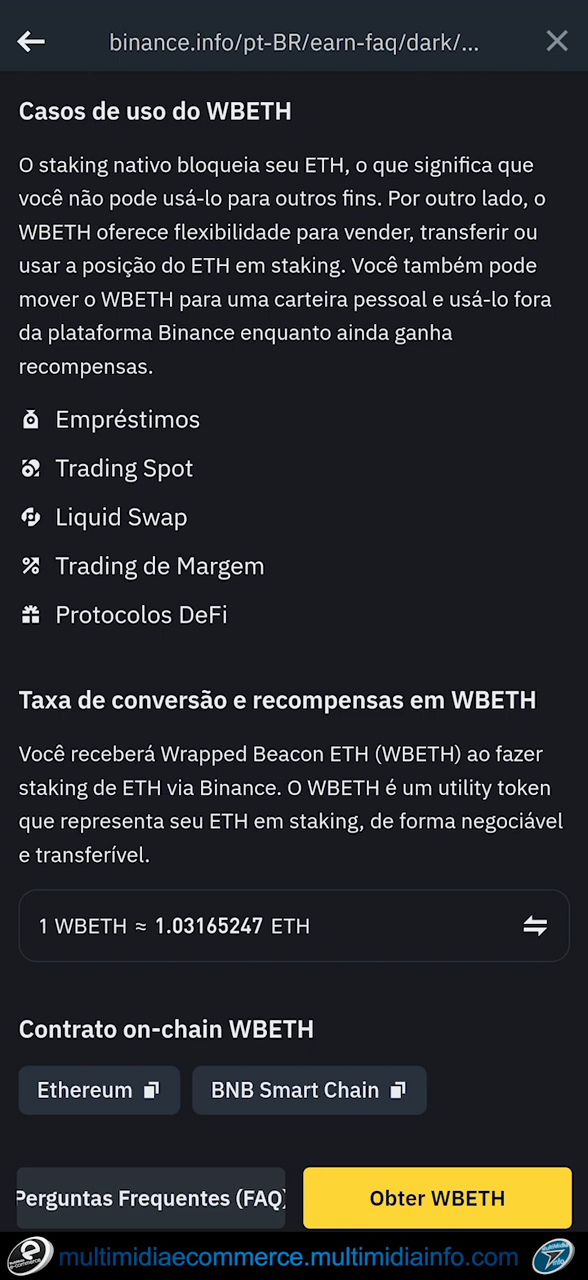 binance.info/pt-BR/earn-faq/dark/...
Casos de uso do WBETH
O staking nativo bloqueia seu ETH, o que significa que
você não pode usá-lo para outros fins. Por outro lado, o
WBETH oferece flexibilidade para vender, transferir ou
usar a posição do ETH em staking. Você também pode
mover o WBETH para uma carteira pessoal e usá-lo fora
da plataforma Binance enquanto ainda ganha
recompensas.
Empréstimos
Trading Spot
Liquid Swap
Trading de Margem
Protocolos DeFi
Taxa de conversão e recompensas em WBETH
Você receberá Wrapped Beacon ETH (WBETH) ao fazer
staking de ETH via Binance. O WBETH é um utility token
que representa seu ETH em staking, de forma negociável
e transferível.
1 WBETH ≈ 1.03165247 ETH
Contrato on-chain WBETH
Ethereum BNB Smart Chain
Perguntas Frequentes (FAQ) Obter WBETH
multimidiaecommerce.multimidiainfo.com